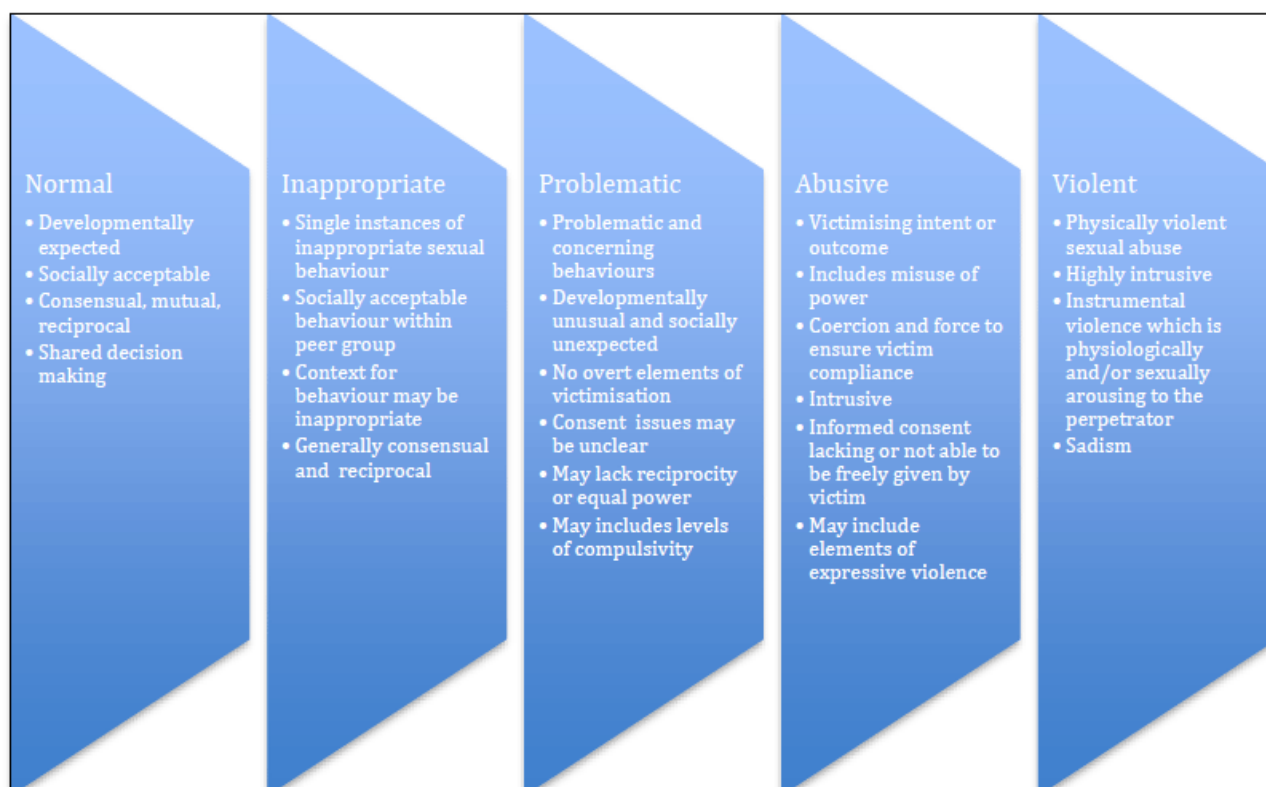 Normal
• Developmentally
expected
• Socially acceptable
• Consensual, mutual,
reciprocal
• Shared decision
making
Inappropriate
• Single instances of
inappropriate sexual
behaviour
• Socially acceptable
behaviour within
peer group
• Context for
behaviour may be
inappropriate
• Generally consensual
and reciprocal
Problematic
• Problematic and
concerning
behaviours
• Developmentally
unusual and socially
unexpected
• No overt elements of
victimisation
• Consent issues may
be unclear
• May lack reciprocity
or equal power
• May includes levels
of compulsivity
Abusive
• Victimising intent or
outcome
• Includes misuse of
power
• Coercion and force to
ensure victim
compliance
• Intrusive
• Informed consent
lacking or not able to
be freely given by
victim
• May include
elements of
expressive violence
Violent
• Physically violent
sexual abuse
• Highly intrusive
• Instrumental
violence which is
physiologically
and/or sexually
arousing to the
perpetrator
• Sadism